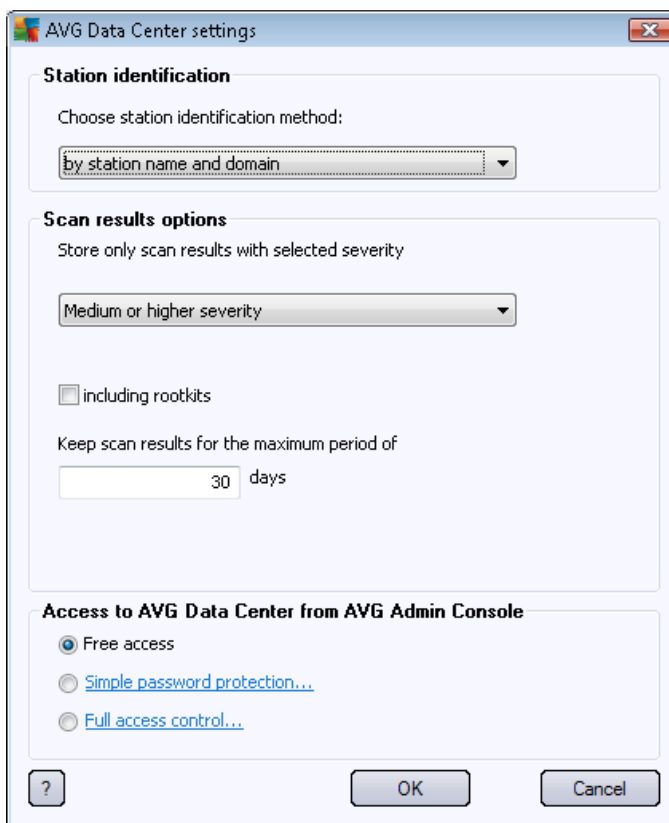 AVG Data Center settings
Station identification
Choose station identification method:
by station name and domain
Scan results options
Store only scan results with selected severity
Medium or higher severity
including rootkits
Keep scan results for the maximum period of
30 days
Access to AVG Data Center from AVG Admin Console
Free access
Simple password protection...
Full access control...
? OK Cancel